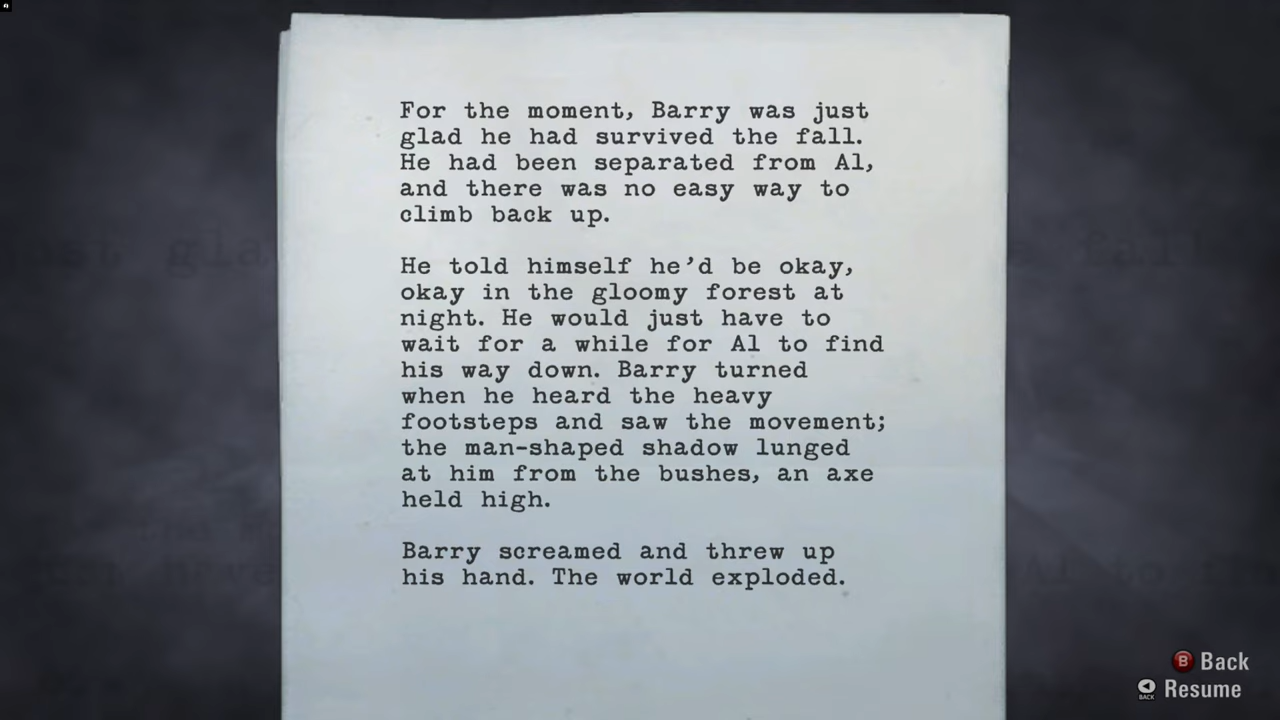 For the moment, Barry was just
glad he had survived the fall.
He had been separated from Al,
and there was no easy way to
climb back up.
He told himself he'd be okay,
okay in the gloomy forest at
night. He would just have to
wait for a while for Al to find
his way down. Barry turned
when he heard the heavy
footsteps and saw the movement;
the man-shaped shadow lunged
at him from the bushes, an axe
held high.
Barry screamed and threw up
his hand. The world exploded.
B Back
BACK Resume